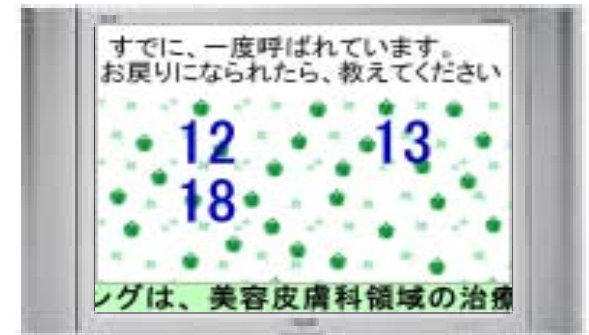 すでに、一度呼ばれています。
お戻りになられたら、教えてください
12 13
18
ングは、美容皮膚科領域の治療